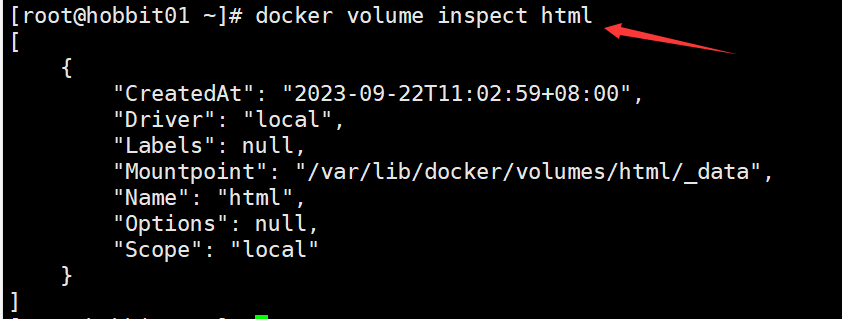 [root@hobbit01 ~]# docker volume inspect html
[
    {
        "CreatedAt": "2023-09-22T11:02:59+08:00",
        "Driver": "local",
        "Labels": null,
        "Mountpoint": "/var/lib/docker/volumes/html/_data",
        "Name": "html",
        "Options": null,
        "Scope": "local"
    }
]